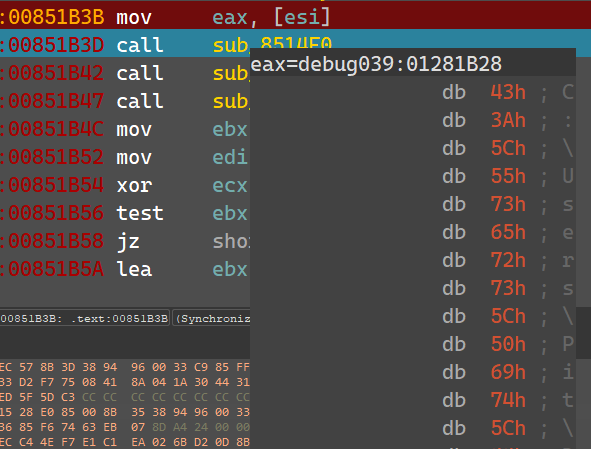 :00851B3B mov eax, [esi]
:00851B3D call sub_8514E0
:00851B42 call sub_
:00851B47 call sub_
:00851B4C mov ebx
:00851B52 mov edi
:00851B54 xor ecx
:00851B56 test ebx
:00851B58 jz sho
:00851B5A lea ebx
eax=debug039:01281B28
db 43h ; C
db 3Ah ; :
db 5Ch ; \
db 55h ; U
db 73h ; s
db 65h ; e
db 72h ; r
db 73h ; s
db 5Ch ; \
db 50h ; P
db 69h ; i
db 74h ; t
db 5Ch ; \
00851B3B: .text:00851B3B (Synchroniz
EC 57 8B 3D 38 94 96 00 33 C9 85 FF
33 D2 F7 75 08 41 8A 04 1A 30 44 31
ED 5F 5D C3 CC CC CC CC CC CC CC CC
15 28 E0 85 00 8B 35 38 94 96 00 33
36 85 F6 74 63 EB 07 8D A4 24 00 00
EC C4 4E F7 E1 C1 EA 02 6B D2 0D 8B